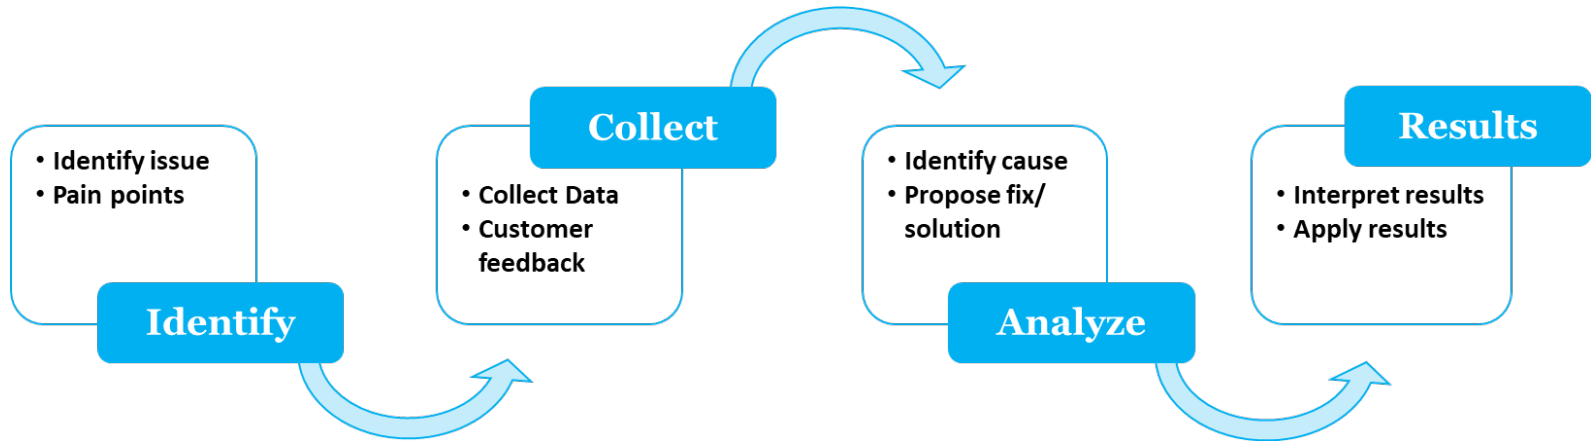 • Identify issue
• Pain points
Identify
Collect
• Collect Data
• Customer
feedback
• Identify cause
• Propose fix/
solution
Analyze
Results
• Interpret results
• Apply results